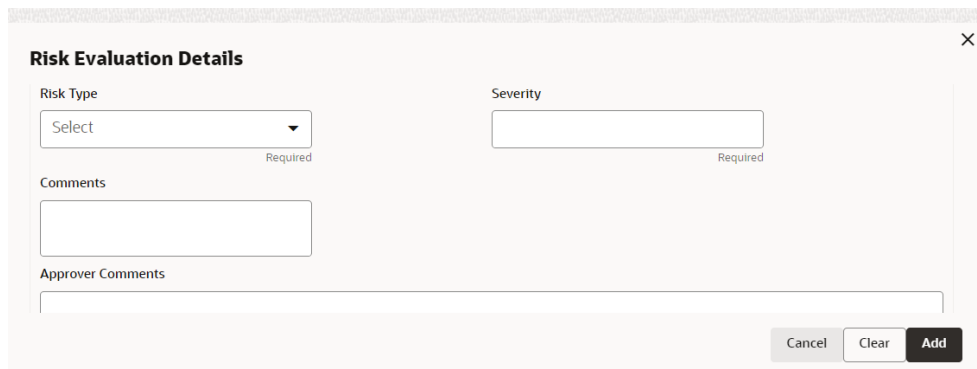 Risk Evaluation Details
Risk Type
Severity
Select
Required
Required
Comments
Approver Comments
Cancel
Clear
Add